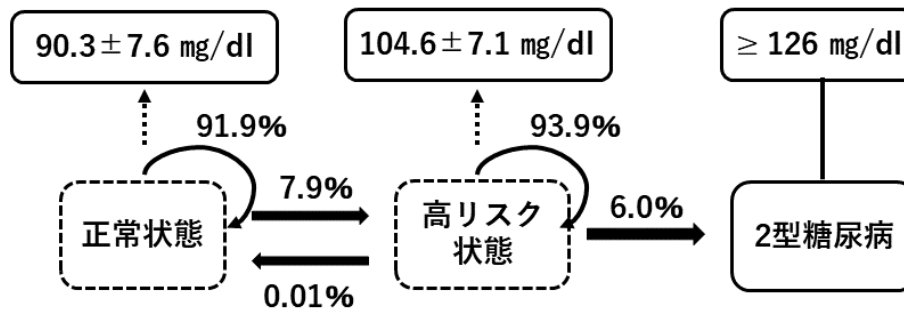 90.3±7.6 ㎎/dl
104.6±7.1 ㎎/dl
≥ 126 ㎎/dl
91.9%
93.9%
7.9%
6.0%
正常状態
高リスク
状態
2型糖尿病
0.01%